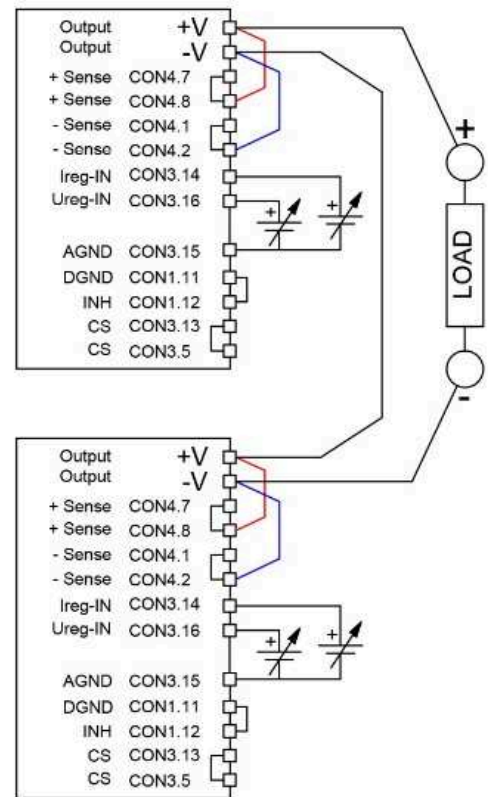 Output +V
Output -V
+ Sense CON4.7
+ Sense CON4.8
- Sense CON4.1
- Sense CON4.2
Ireg-IN CON3.14
Ureg-IN CON3.16
+ +
AGND CON3.15
DGND CON1.11
INH CON1.12
CS CON3.13
CS CON3.5
+
LOAD
-
Output +V
Output -V
+ Sense CON4.7
+ Sense CON4.8
- Sense CON4.1
- Sense CON4.2
Ireg-IN CON3.14
Ureg-IN CON3.16
+ +
AGND CON3.15
DGND CON1.11
INH CON1.12
CS CON3.13
CS CON3.5